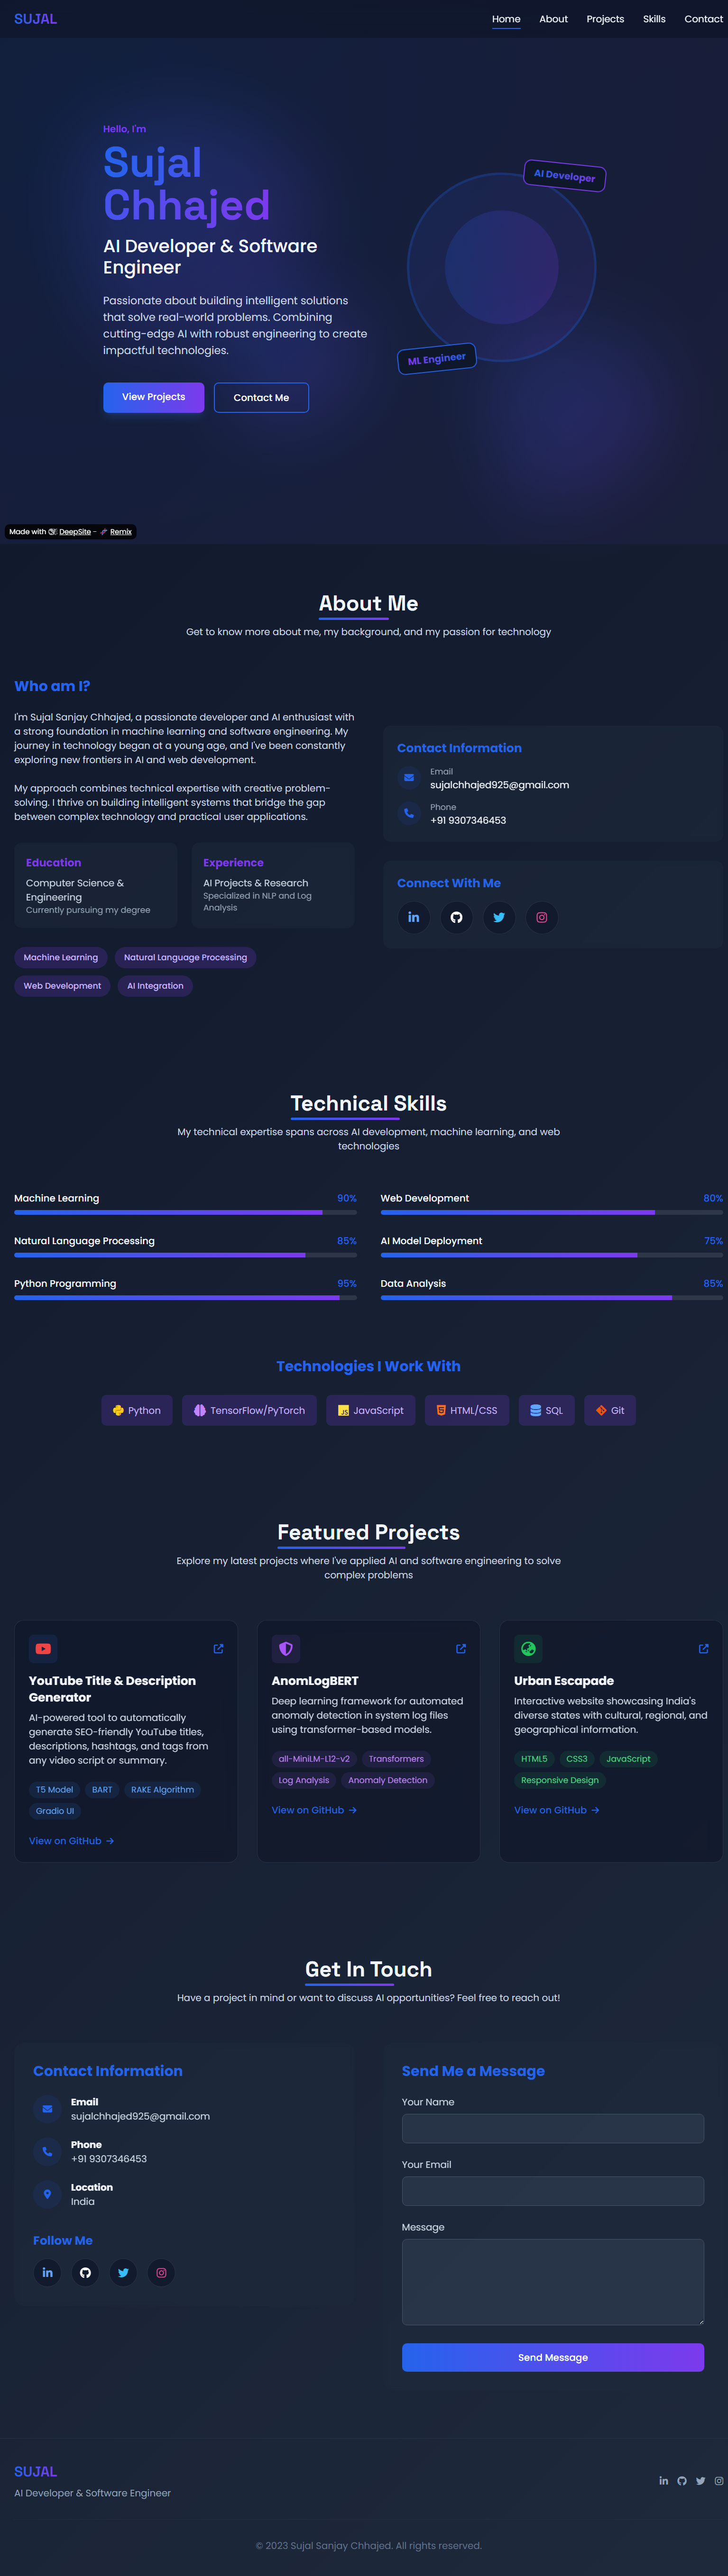 SUJAL
Home About Projects Skills Contact
Hello, I'm
Sujal
Chhajed
AI Developer & Software
Engineer
Passionate about building intelligent solutions
that solve real-world problems. Combining
cutting-edge AI with robust engineering to create
impactful technologies.
View Projects Contact Me
AI Developer
ML Engineer
Made with DeepSite - Remix
About Me
Get to know more about me, my background, and my passion for technology
Who am I?
I'm Sujal Sanjay Chhajed, a passionate developer and AI enthusiast with
a strong foundation in machine learning and software engineering. My
journey in technology began at a young age, and I've been constantly
exploring new frontiers in AI and web development.
My approach combines technical expertise with creative problem-
solving. I thrive on building intelligent systems that bridge the gap
between complex technology and practical user applications.
Education
Computer Science &
Engineering
Currently pursuing my degree
Experience
AI Projects & Research
Specialized in NLP and Log
Analysis
Machine Learning Natural Language Processing
Web Development AI Integration
Contact Information
Email
sujalchhajed925@gmail.com
Phone
+91 9307346453
Connect With Me
Technical Skills
My technical expertise spans across AI development, machine learning, and web
technologies
Machine Learning 90%
Natural Language Processing 85%
Python Programming 95%
Web Development 80%
AI Model Deployment 75%
Data Analysis 85%
Technologies I Work With
Python TensorFlow/PyTorch JavaScript HTML/CSS SQL Git
Featured Projects
Explore my latest projects where I've applied AI and software engineering to solve
complex problems
YouTube Title & Description
Generator
AI-powered tool to automatically
generate SEO-friendly YouTube titles,
descriptions, hashtags, and tags from
any video script or summary.
T5 Model BART RAKE Algorithm
Gradio UI
View on GitHub
AnomLogBERT
Deep learning framework for automated
anomaly detection in system log files
using transformer-based models.
all-MiniLM-L12-v2 Transformers
Log Analysis Anomaly Detection
View on GitHub
Urban Escapade
Interactive website showcasing India's
diverse states with cultural, regional, and
geographical information.
HTML5 CSS3 JavaScript
Responsive Design
View on GitHub
Get In Touch
Have a project in mind or want to discuss AI opportunities? Feel free to reach out!
Contact Information
Email
sujalchhajed925@gmail.com
Phone
+91 9307346453
Location
India
Follow Me
Send Me a Message
Your Name
Your Email
Message
Send Message
SUJAL
AI Developer & Software Engineer
© 2023 Sujal Sanjay Chhajed. All rights reserved.